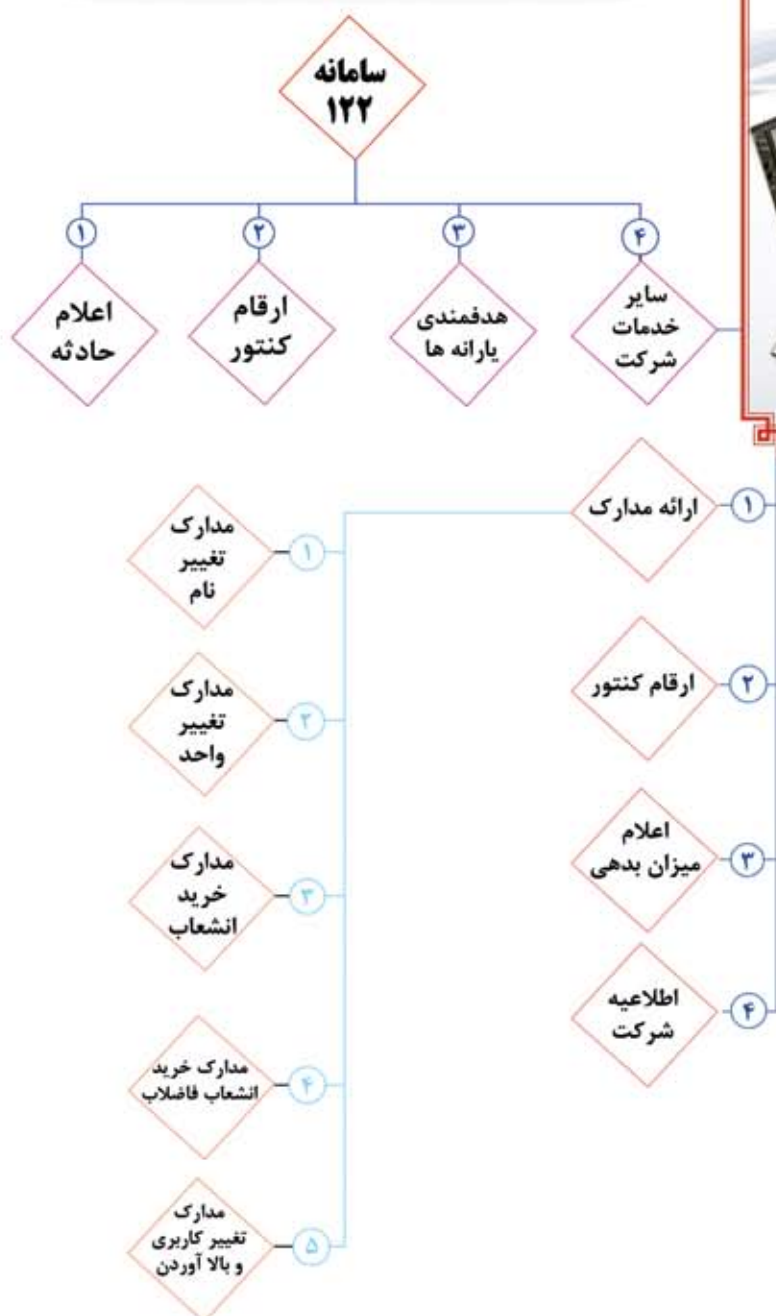 سامانه
۱۲۲
۱
اعلام
حادثه
۲
ارقام
کنتور
۳
هدفمندی
یارانه ها
۴
سایر
خدمات
شرکت
۱
ارائه مدارک
۲
ارقام کنتور
۳
اعلام
میزان بدهی
۴
اطلاعیه
شرکت
۱
مدارک
تغییر
نام
۲
مدارک
تغییر
واحد
۳
مدارک
خرید
انشعاب
۴
مدارک خرید
انشعاب فاضلاب
۵
مدارک
تغییر کاربری
و بالا آوردن